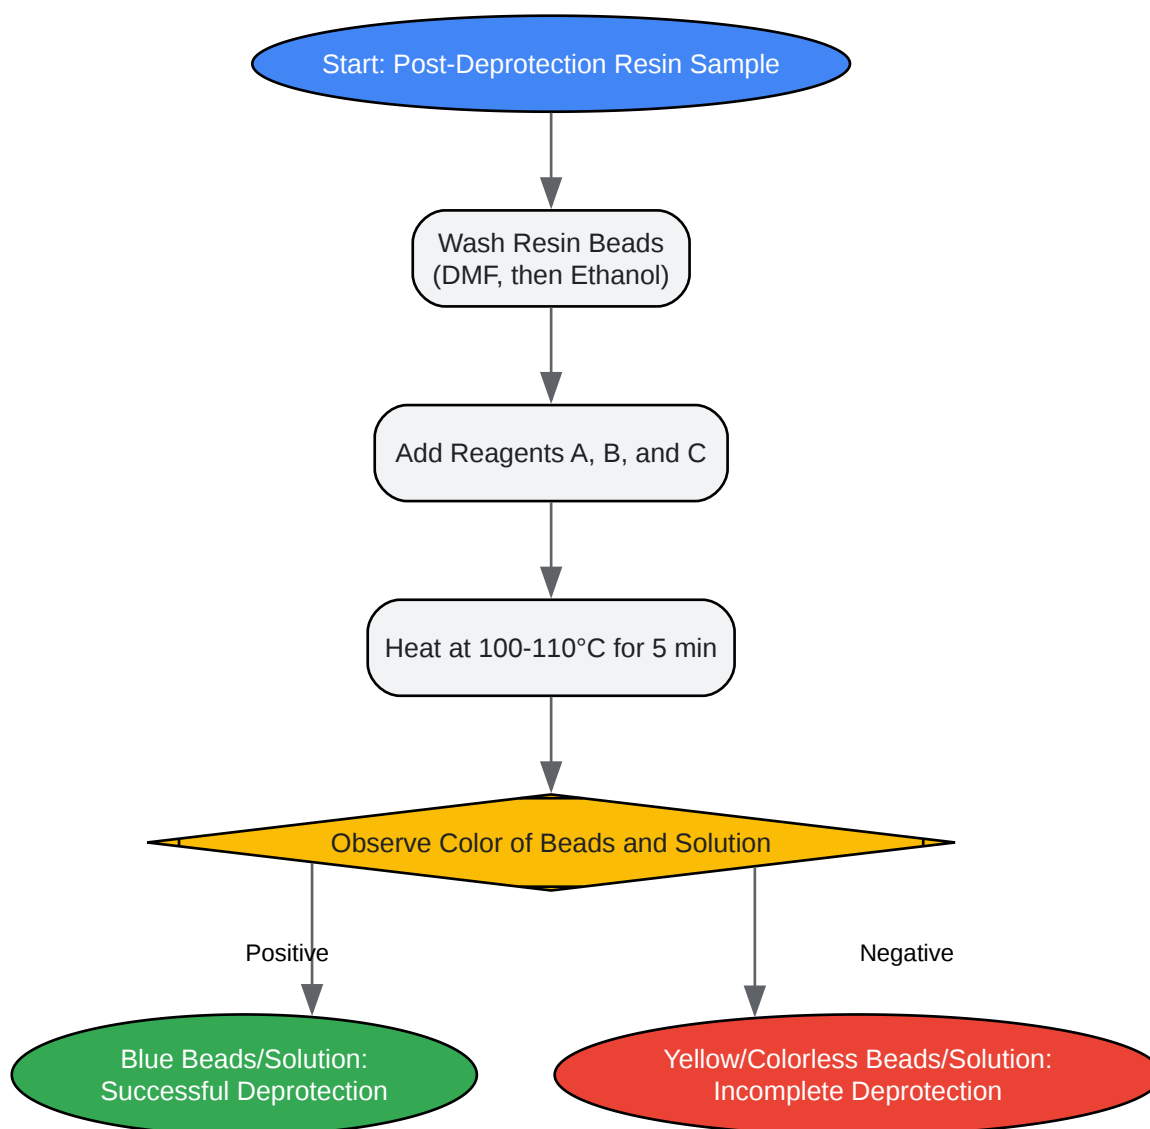 Start: Post-Deprotection Resin Sample
Wash Resin Beads
(DMF, then Ethanol)
Add Reagents A, B, and C
Heat at 100-110°C for 5 min
Observe Color of Beads and Solution
Positive
Negative
Blue Beads/Solution:
Successful Deprotection
Yellow/Colorless Beads/Solution:
Incomplete Deprotection